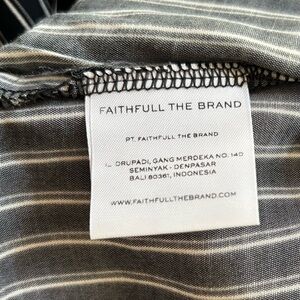 FAITHFULL THE BRAND
PT. FAITHFULL THE BRAND
DRUPADI, GANG MERDEKA NO. 14D
SEMINYAK - DENPASAR
BALI 80361, INDONESIA
WWW.FAITHFULLTHEBRAND.COM